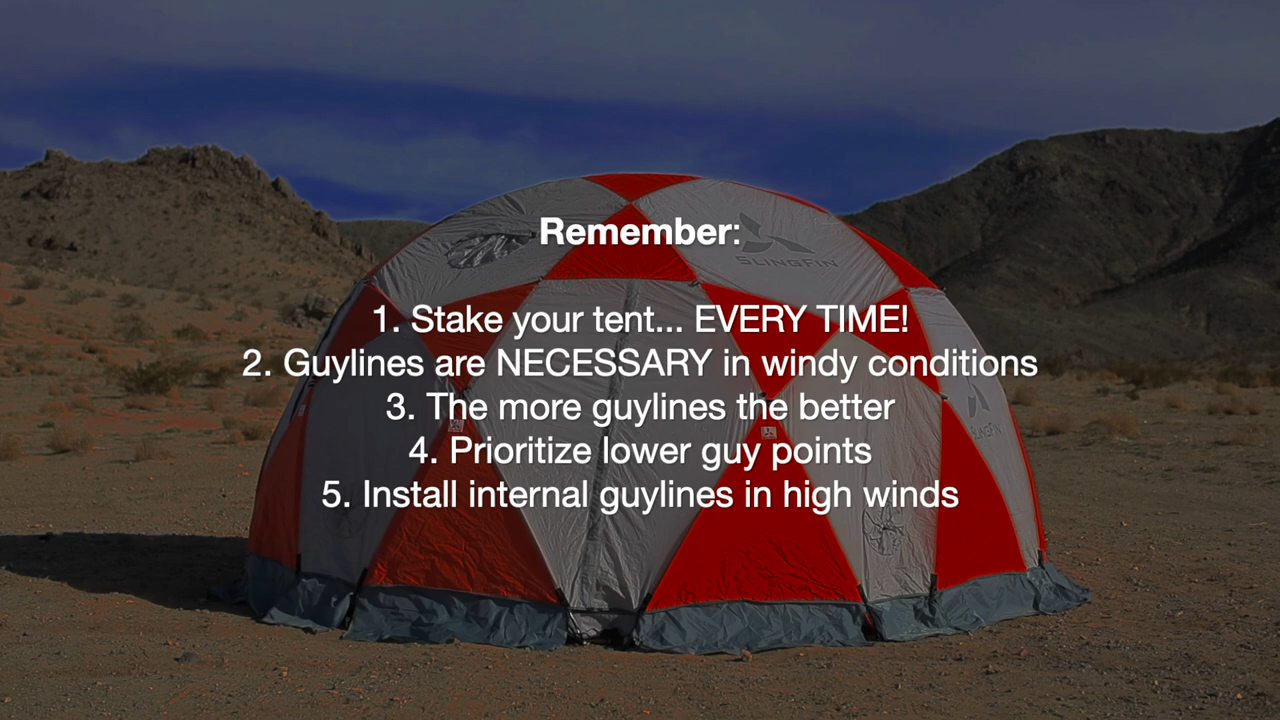 SLINGFIN
Remember:
1. Stake your tent... EVERY TIME!
2. Guylines are NECESSARY in windy conditions
3. The more guylines the better
4. Prioritize lower guy points
5. Install internal guylines in high winds
SLINGFIN